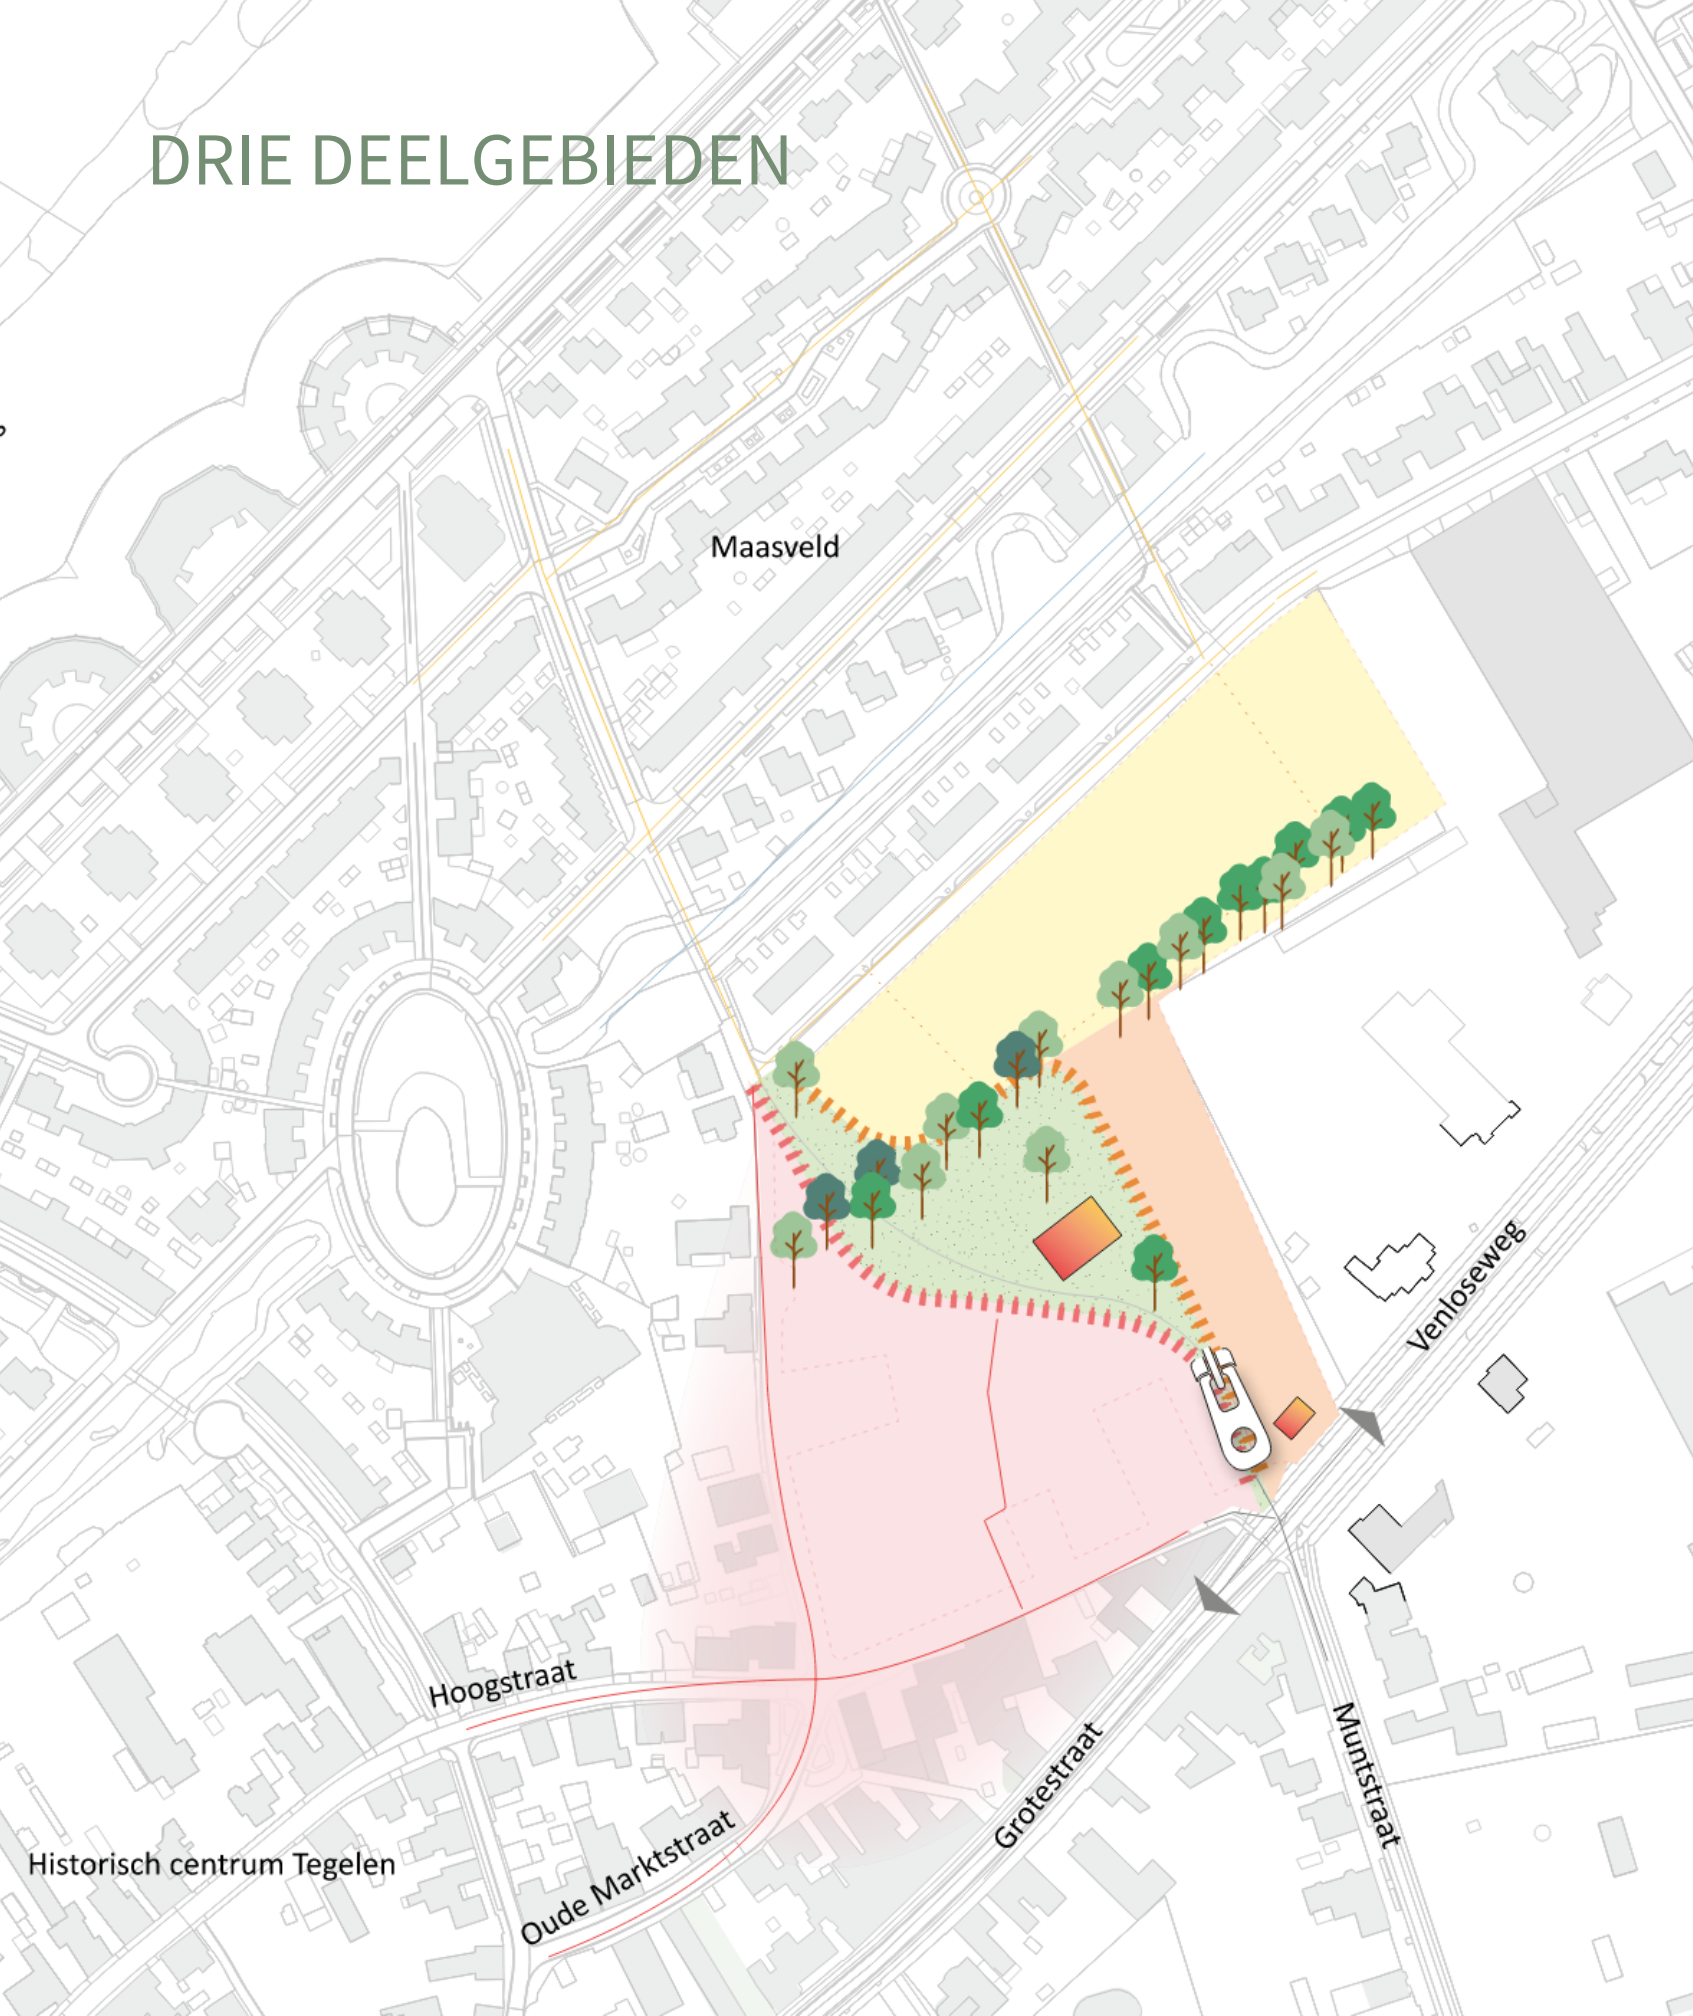 DRIE DEELGEBIEDEN
Maasveld
Venloseweg
Hoogstraat
Muntstraat
Grotestraat
Oude Marktstraat
Historisch centrum Tegelen